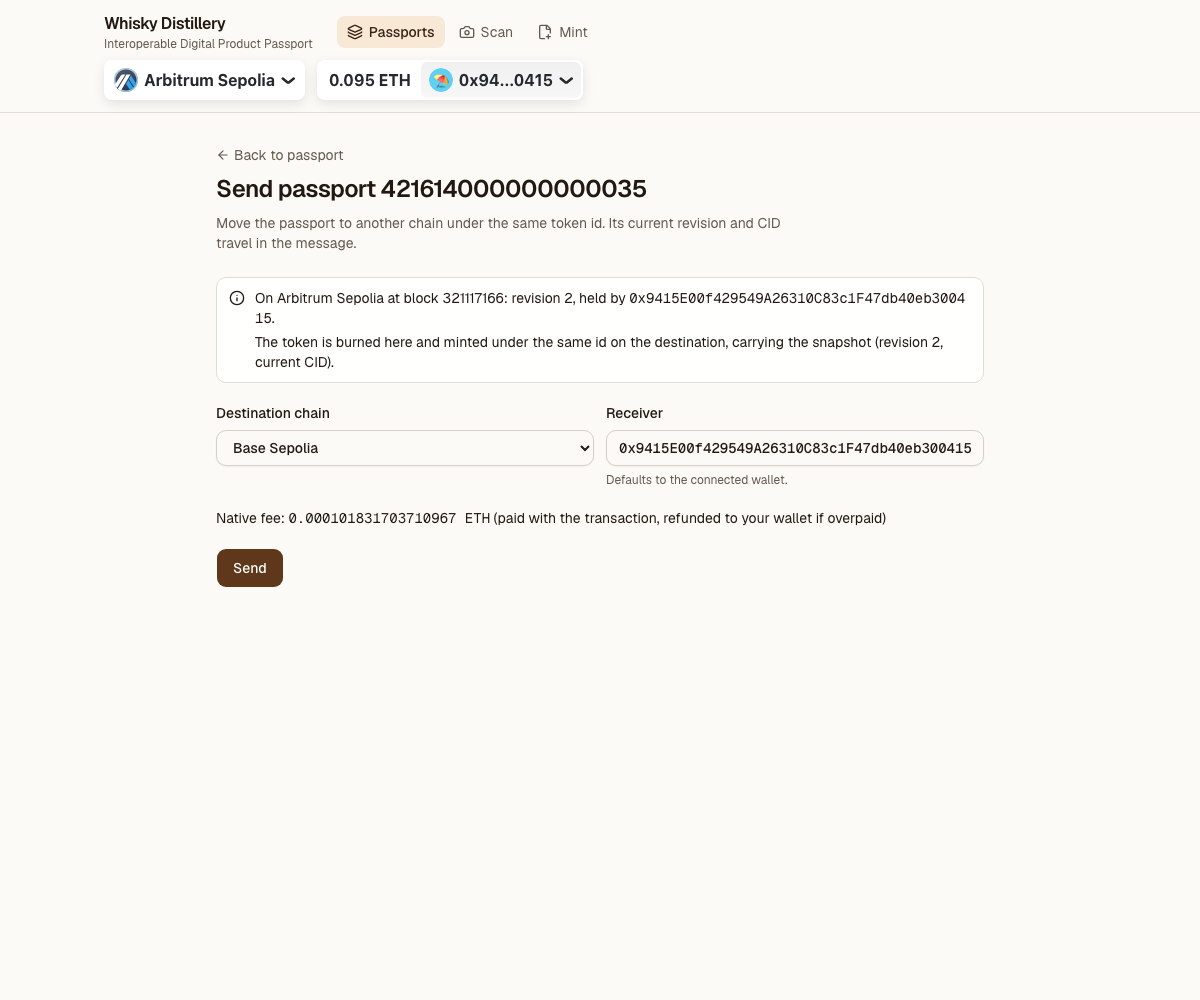 Whisky Distillery
Interoperable Digital Product Passport
Passports
Scan
Mint
Arbitrum Sepolia
0.095 ETH
0x94...0415
Back to passport
Send passport 421614000000000035
Move the passport to another chain under the same token id. Its current revision and CID
travel in the message.
On Arbitrum Sepolia at block 321117166: revision 2, held by 0x9415E00f429549A26310C83c1F47db40eb3004
15.
The token is burned here and minted under the same id on the destination, carrying the snapshot (revision 2,
current CID).
Destination chain
Receiver
Base Sepolia
0x9415E00f429549A26310C83c1F47db40eb300415
Defaults to the connected wallet.
Native fee: 0.000101831703710967 ETH (paid with the transaction, refunded to your wallet if overpaid)
Send